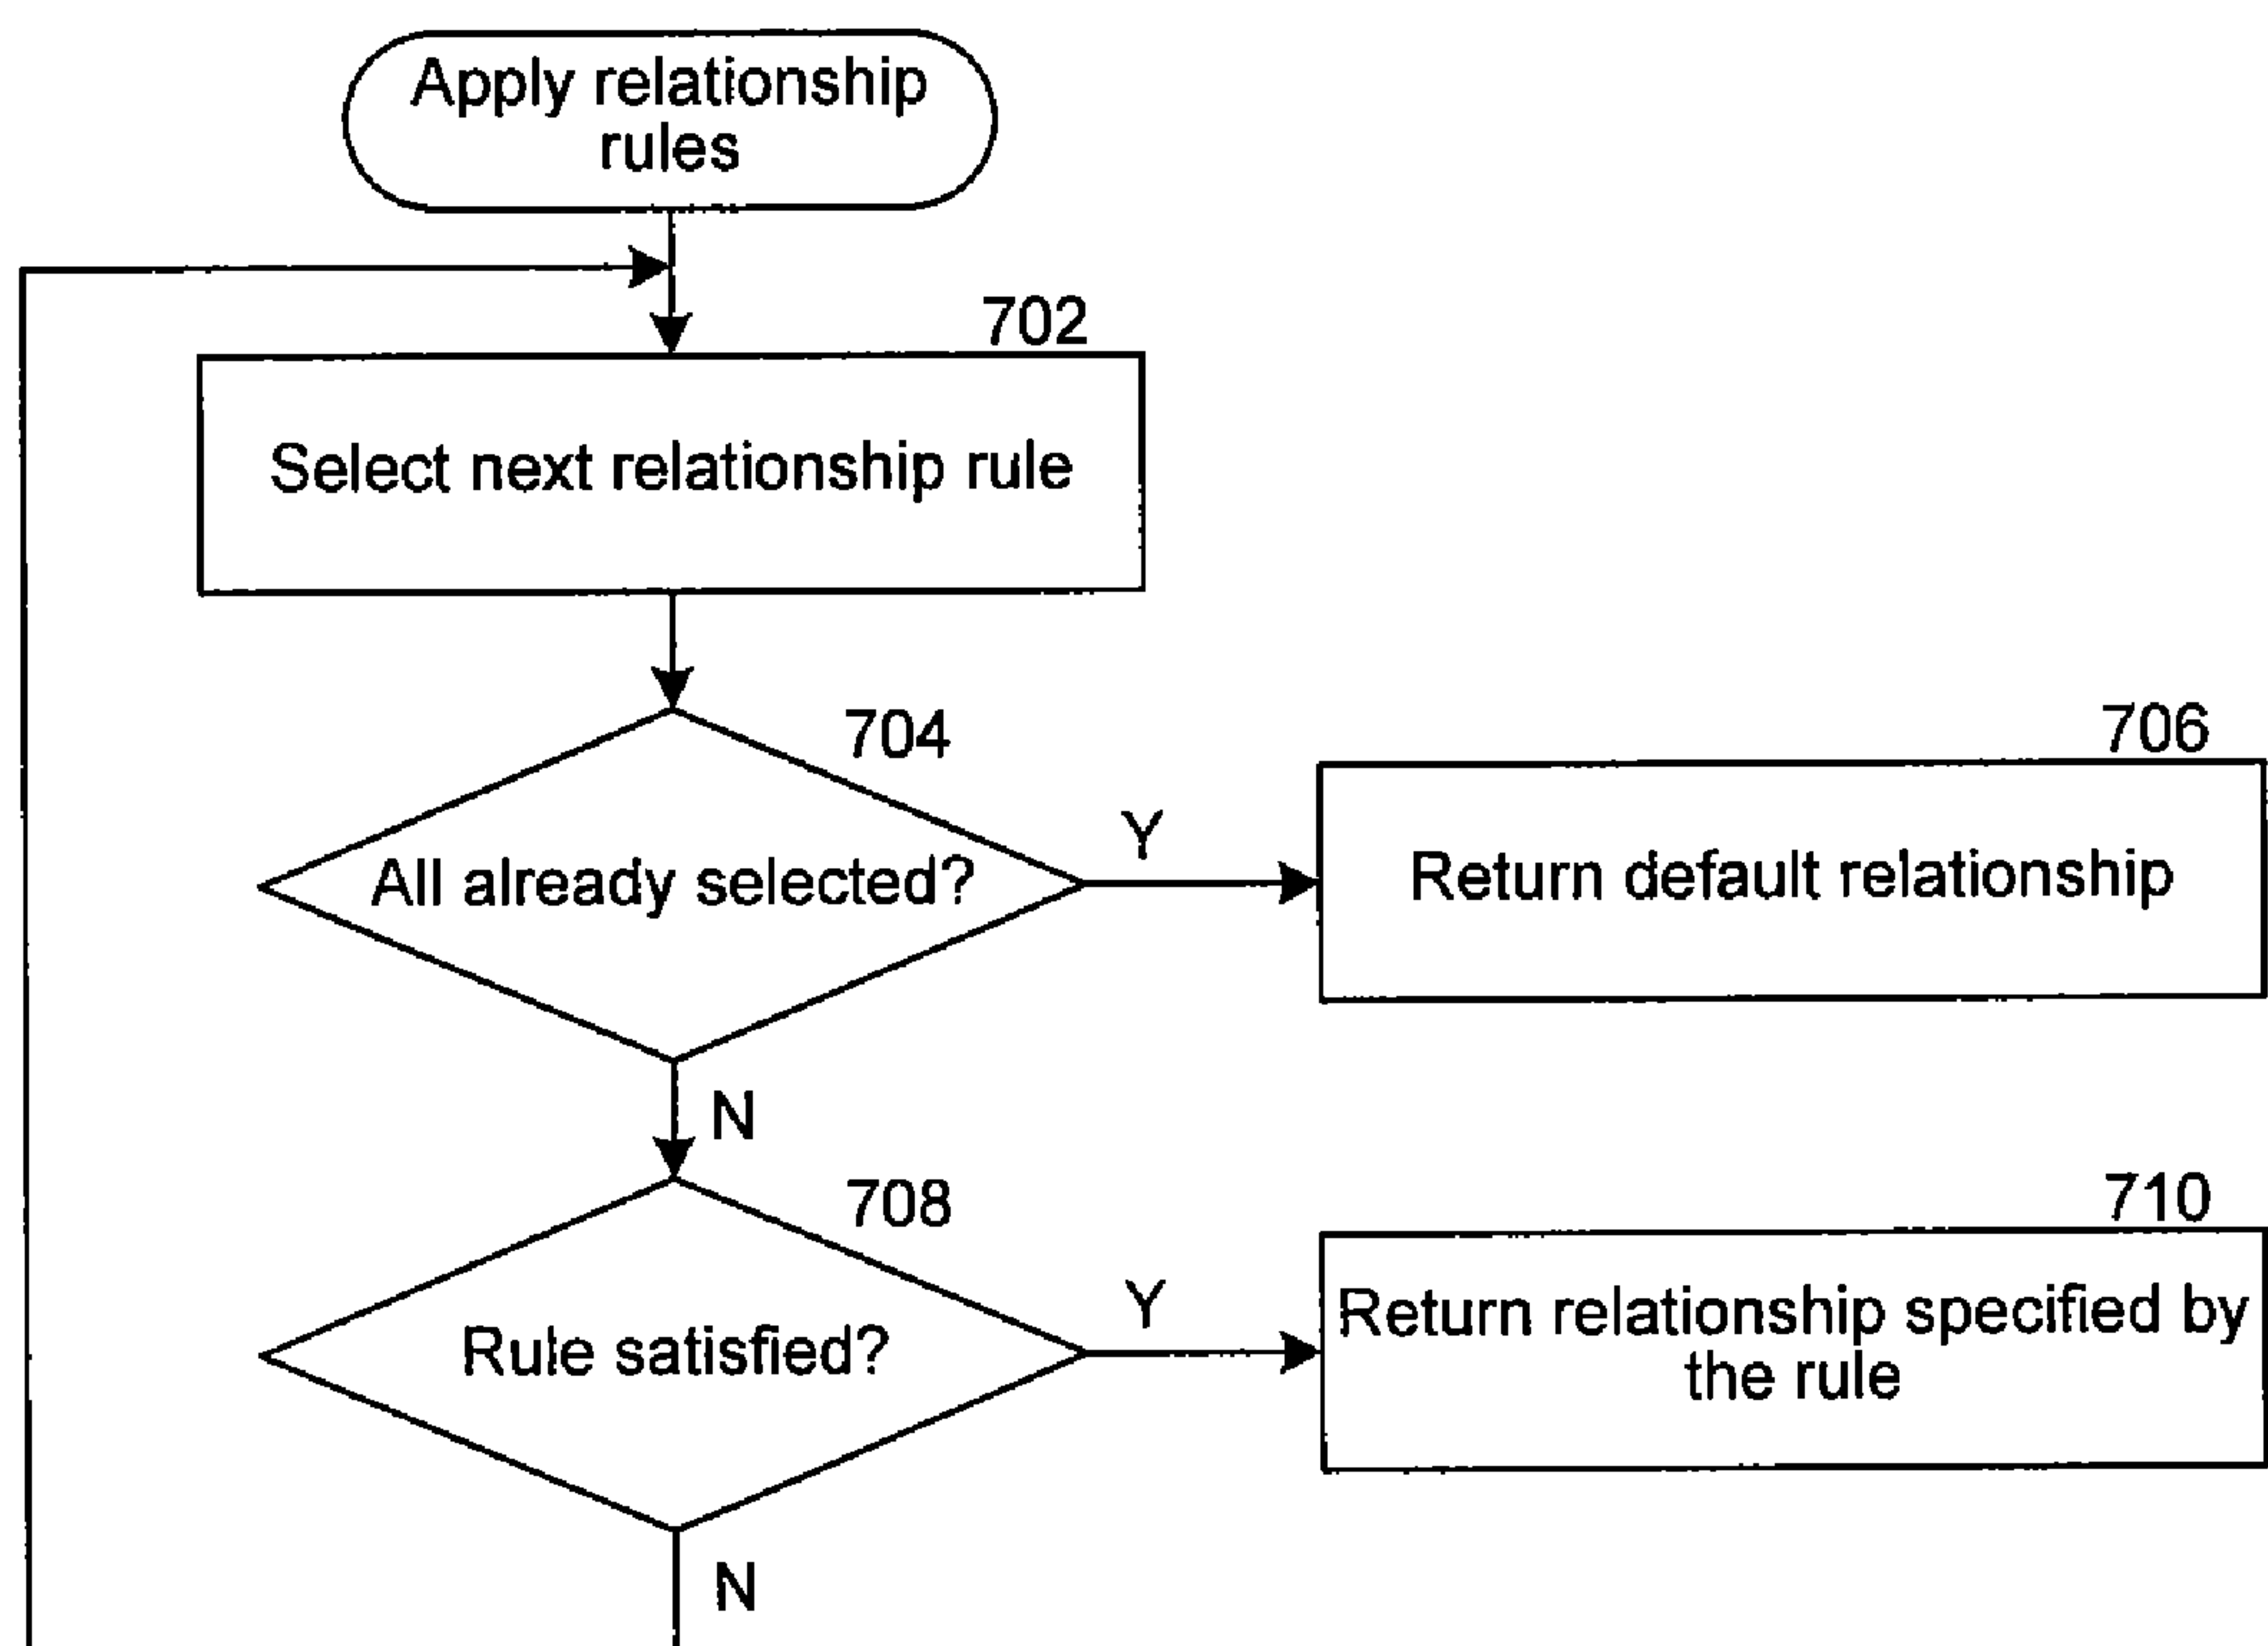 Apply relationship
rules
702
Select next relationship rule
704
All already selected?
Y
706
Return default relationship
N
708
Rule satisfied?
Y
710
Return relationship specified by
the rule
N